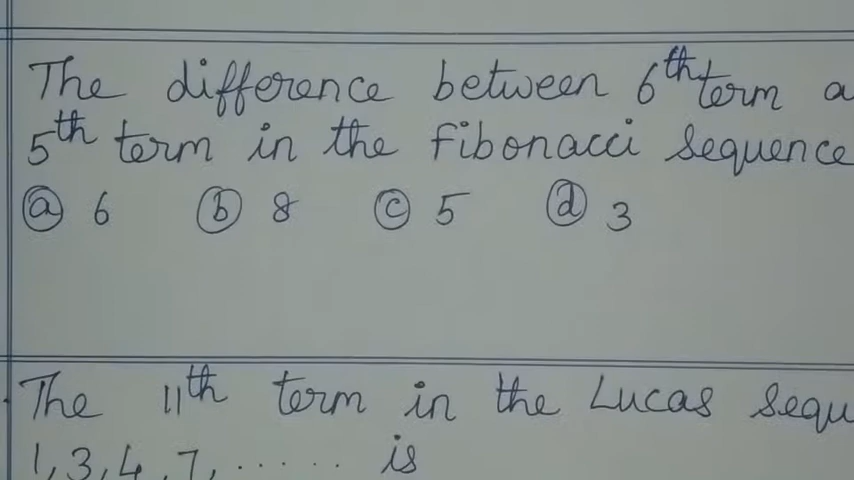 The difference between 6th term a
5th term in the fibonacci sequence
ⓐ 6 ⓑ 8 ⓒ 5 ⓓ 3
The 11th term in the Lucas sequ
1, 3, 4, 7, ...... is